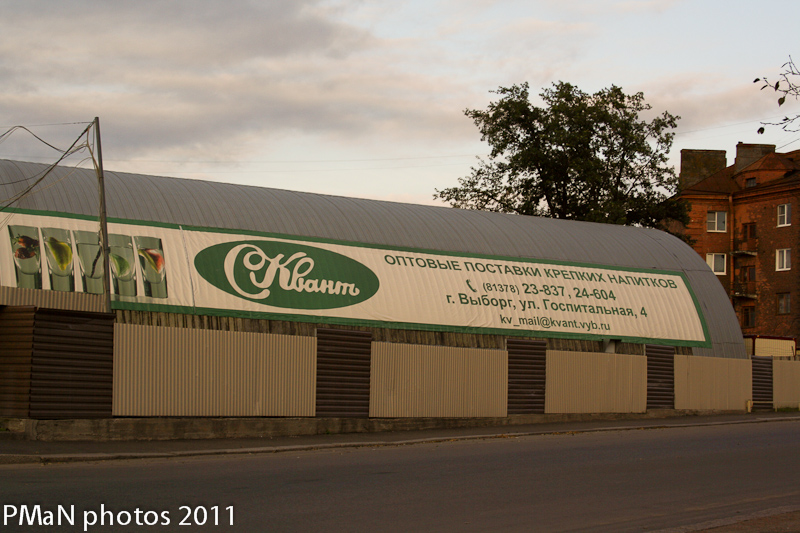 Квант
ОПТОВЫЕ ПОСТАВКИ КРЕПКИХ НАПИТКОВ
(81378) 23-837, 24-604
г. Выборг, ул. Госпитальная, 4
kv_mail@kvant.vyb.ru
PMaN photos 2011